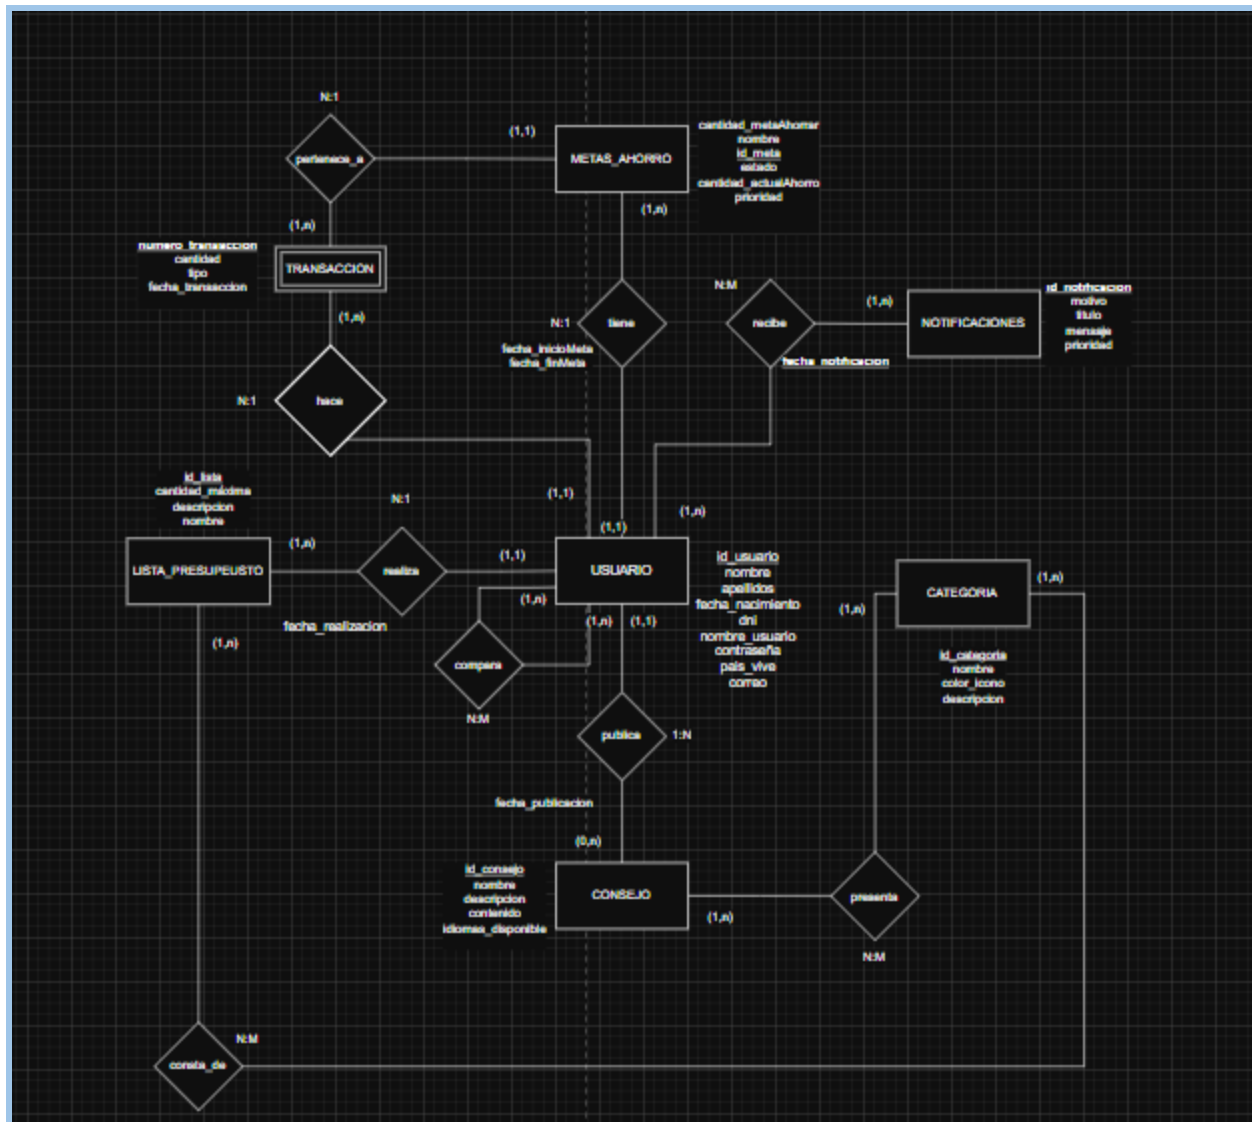 N:1
pertenece_a
(1,1)
METAS_AHORRO
cantidad_metaAhorrar
nombre
id_meta
estado
cantidad_actualAhorro
prioridad
(1,n)
(1,n)
numero_transaccion
cantidad
tipo
fecha_transaccion
TRANSACCION
(1,n)
N:1
tiene
fecha_inicioMeta
fecha_finMeta
N:M
recibe
(1,n)
fecha_notificacion
NOTIFICACIONES
id_notificacion
motivo
titulo
mensaje
prioridad
N:1
hace
(1,1)
(1,1)
(1,n)
id_lista
cantidad_máxima
descripcion
nombre
N:1
(1,n)
LISTA_PRESUPEUSTO
realiza
(1,1)
USUARIO
fecha_realizacion
(1,n)
id_usuario
nombre
apellidos
fecha_nacimiento
dni
nombre_usuario
contraseña
pais_vive
correo
(1,n)
(1,n)
(1,1)
compara
N:M
CATEGORIA
(1,n)
(1,n)
id_categoria
nombre
color_icono
descripcion
publica
1:N
fecha_publicacion
(0,n)
id_consejo
nombre
descripcion
contenido
idiomas_disponible
CONSEJO
(1,n)
presenta
N:M
N:M
consta_de